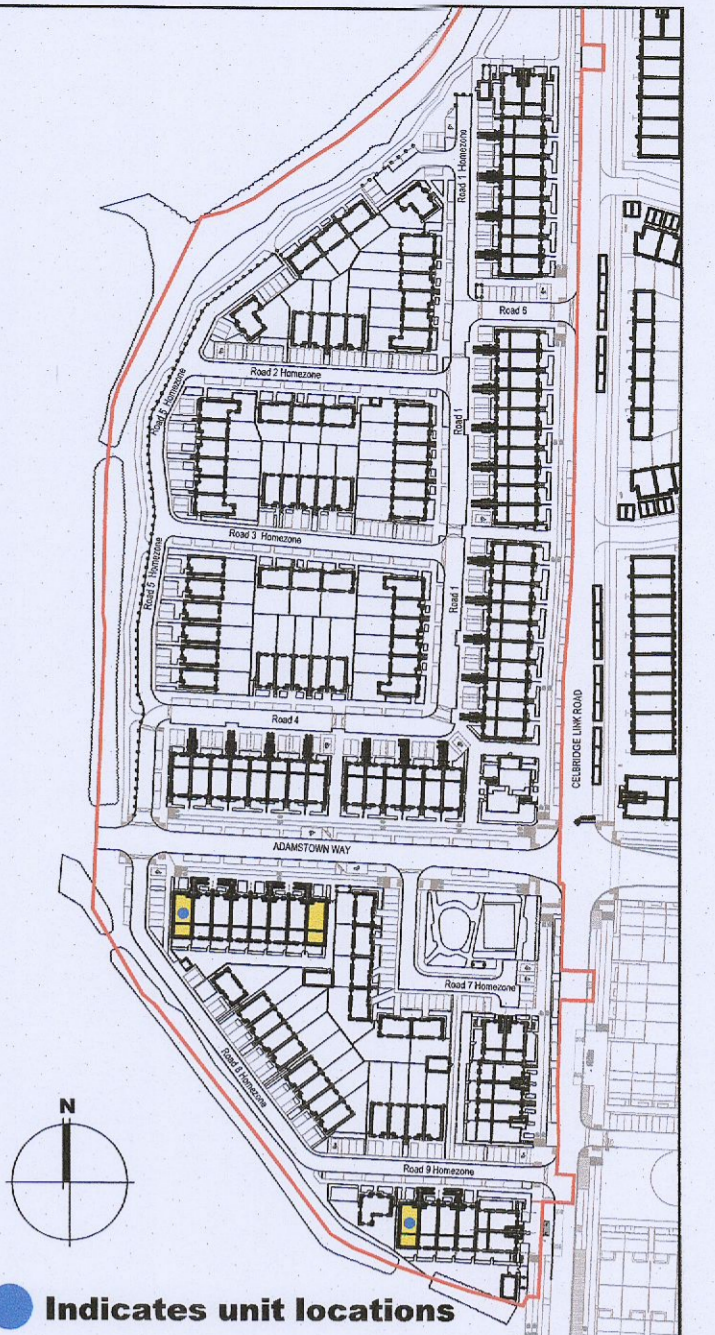 Road 1 Homezone
Road 6
Road 2 Homezone
Road 5 Homezone
Road 1
Road 3 Homezone
Road 5 Homezone
Road 1
Road 4
CELBRIDGE LINK ROAD
ADAMSTOWN WAY
Road 7 Homezone
Road 8 Homezone
Road 9 Homezone
N
Indicates unit locations